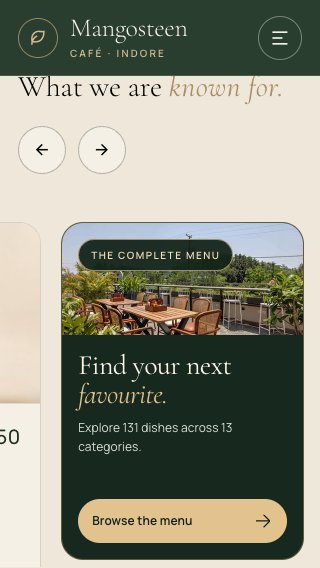 Mangosteen
CAFÉ · INDORE
What we are known for.
THE COMPLETE MENU
Find your next
favourite.
50
Explore 131 dishes across 13
categories.
Browse the menu